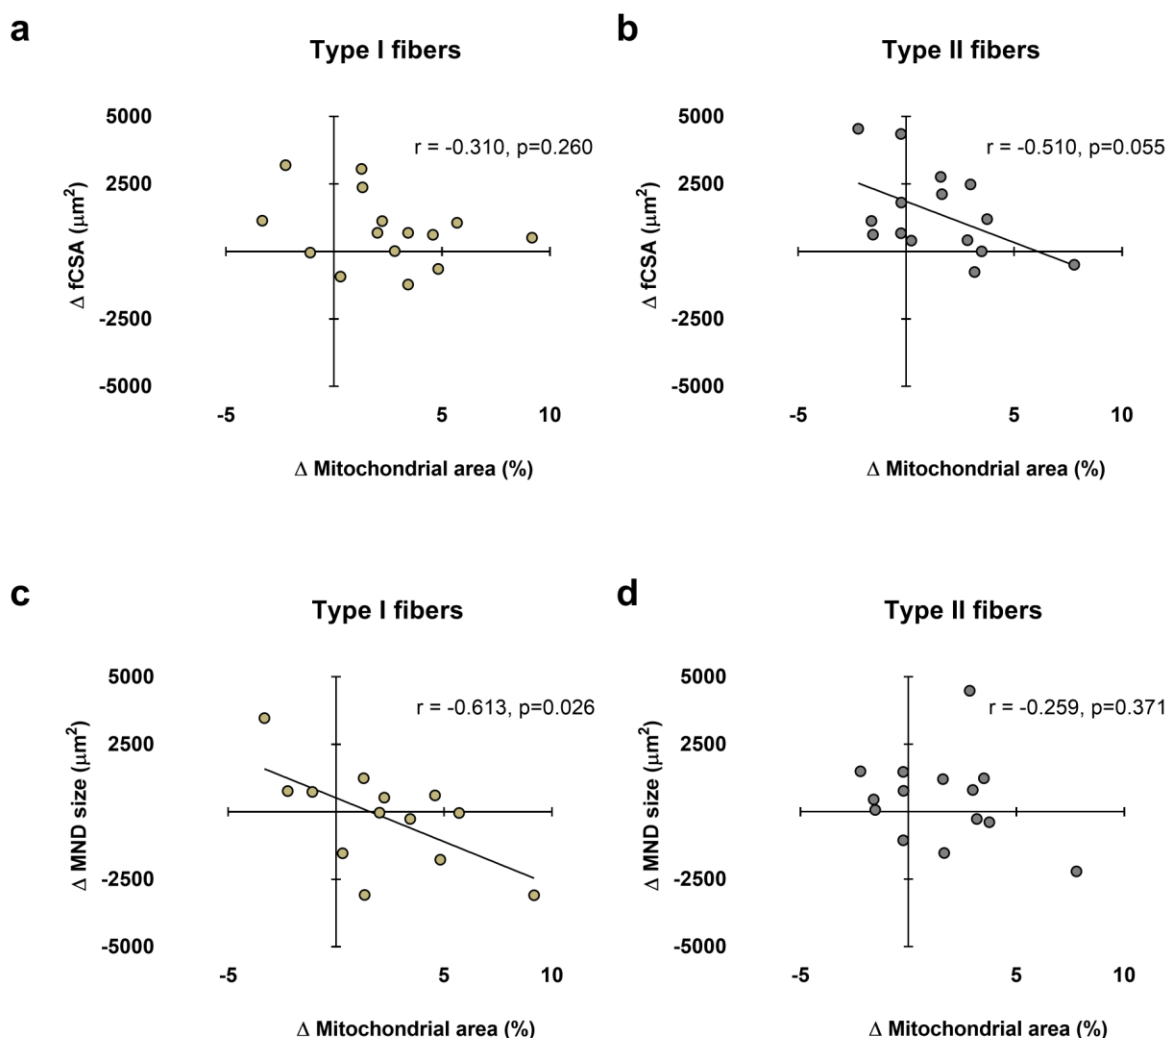 a
Type I fibers
5000
2500
-2500
-5000
Δ fCSA (μm²)
r = -0.310, p=0.260
-5
5
10
Δ Mitochondrial area (%)
b
Type II fibers
5000
2500
-2500
-5000
Δ fCSA (μm²)
r = -0.510, p=0.055
-5
5
10
Δ Mitochondrial area (%)
c
Type I fibers
5000
2500
-2500
-5000
Δ MND size (μm²)
r = -0.613, p=0.026
-5
5
10
Δ Mitochondrial area (%)
d
Type II fibers
5000
2500
-2500
-5000
Δ MND size (μm²)
r = -0.259, p=0.371
-5
5
10
Δ Mitochondrial area (%)